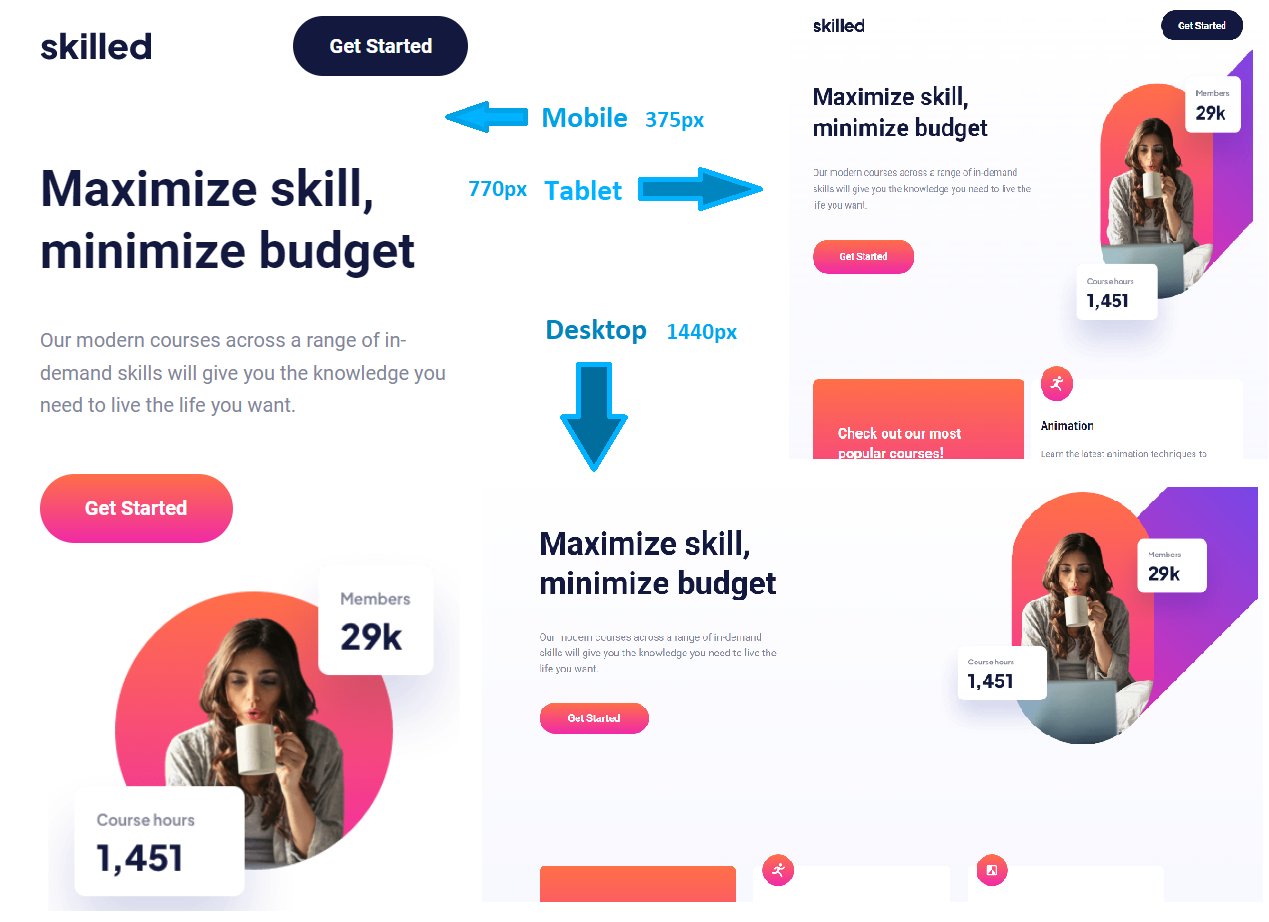 skilled
Get Started
Maximize skill,
minimize budget
Our modern courses across a range of in-
demand skills will give you the knowledge you
need to live the life you want.
Get Started
Members
29k
Course hours
1,451
Mobile 375px
770px Tablet
Desktop 1440px
skilled
Get Started
Maximize skill,
minimize budget
Our modern courses across a range of in-demand
skills will give you the knowledge you need to live the
life you want.
Get Started
Members
29k
Course hours
1,451
Check out our most
popular courses!
Animation
Learn the latest animation techniques to
Maximize skill,
minimize budget
Our modern courses across a range of in-demand
skills will give you the knowledge you need to live the
life you want.
Get Started
Members
29k
Course hours
1,451